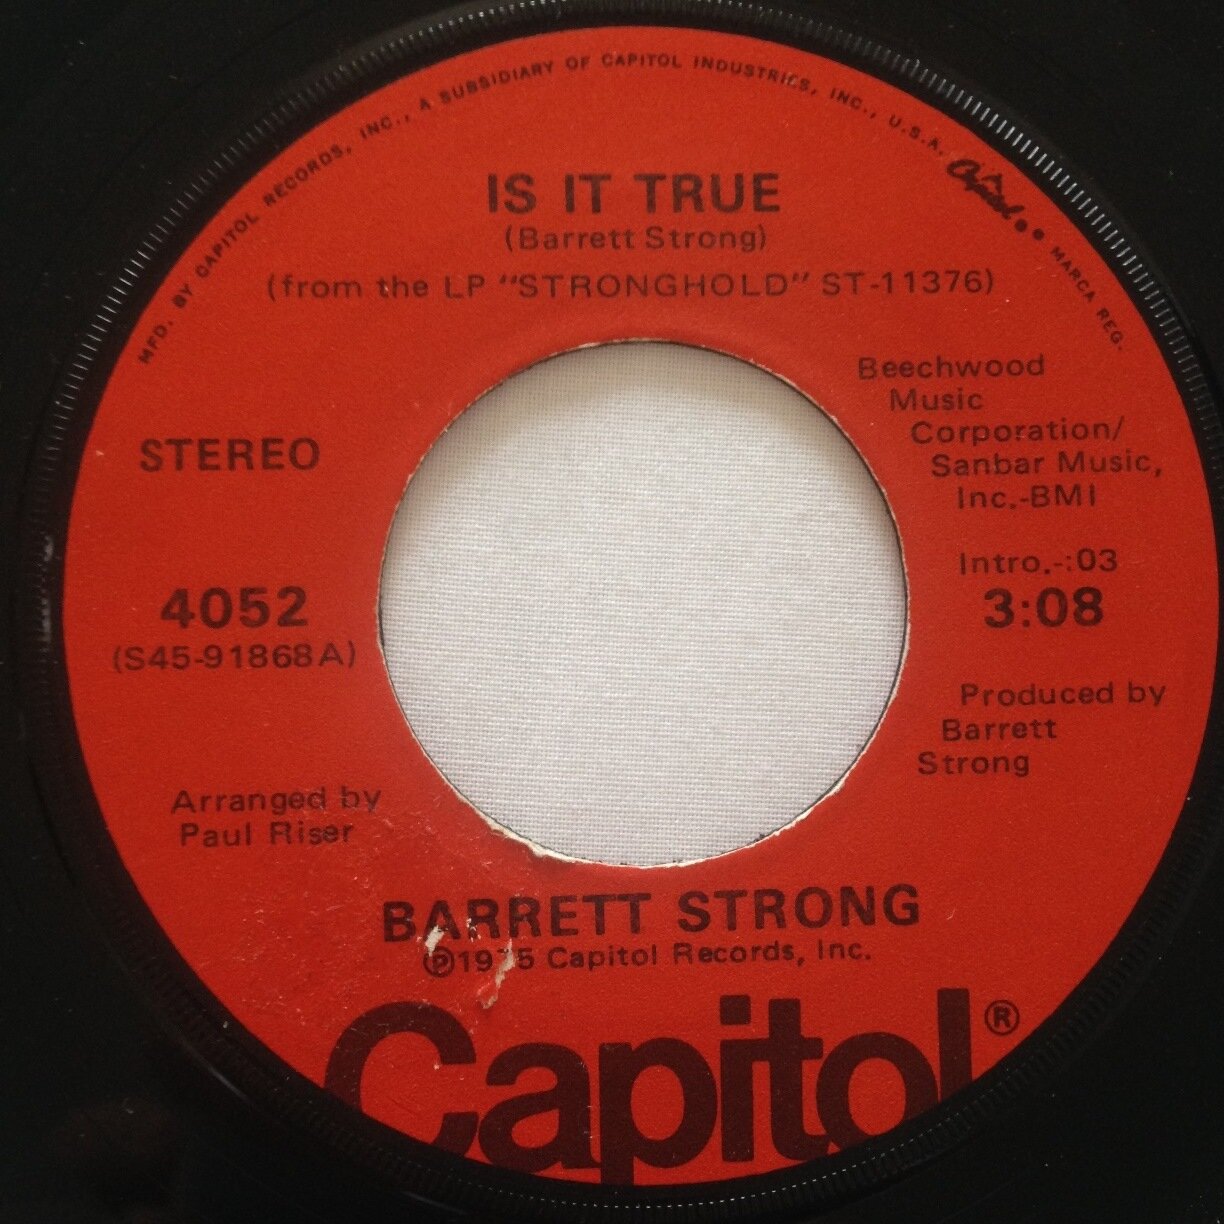 MFD. BY CAPITOL RECORDS, INC., A SUBSIDIARY OF CAPITOL INDUSTRIES, INC., U.S.A. Capitol MARCA REG.
IS IT TRUE
(Barrett Strong)
(from the LP "STRONGHOLD" ST-11376)
Beechwood
Music
Corporation/
Sanbar Music,
Inc.-BMI
STEREO
Intro.-:03
3:08
4052
(S45-91868A)
Produced by
Barrett
Strong
Arranged by
Paul Riser
BARRETT STRONG
℗1975 Capitol Records, Inc.
Capitol®